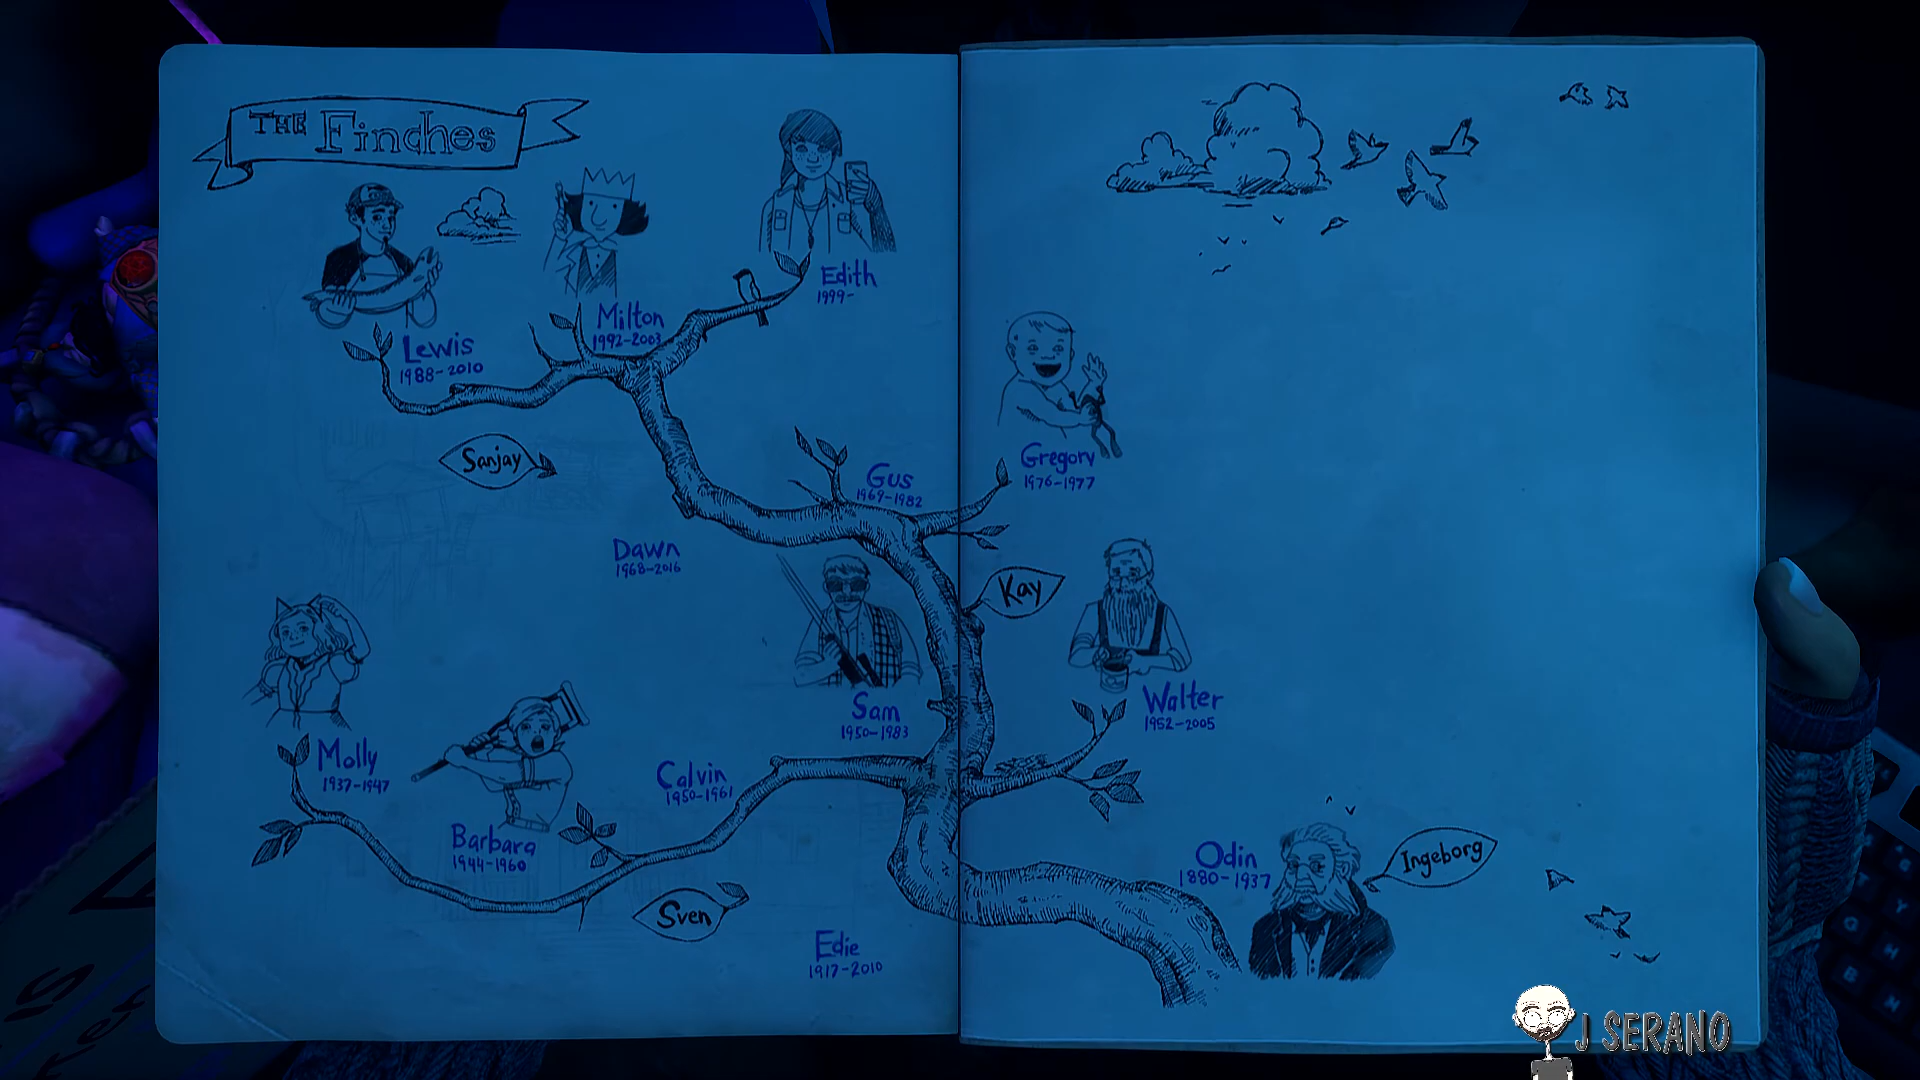 THE Finches
Edith
1999-
Milton
1992-2003
Lewis
1988-2010
Sanjay
Gregory
1976-1977
Gus
1969-1982
Dawn
1968-2016
Kay
Sam
1950-1983
Walter
1952-2005
Molly
1937-1947
Calvin
1950-1961
Barbara
1944-1960
Sven
Odin
1880-1937
Ingeborg
Edie
1917-2010
J SERANO